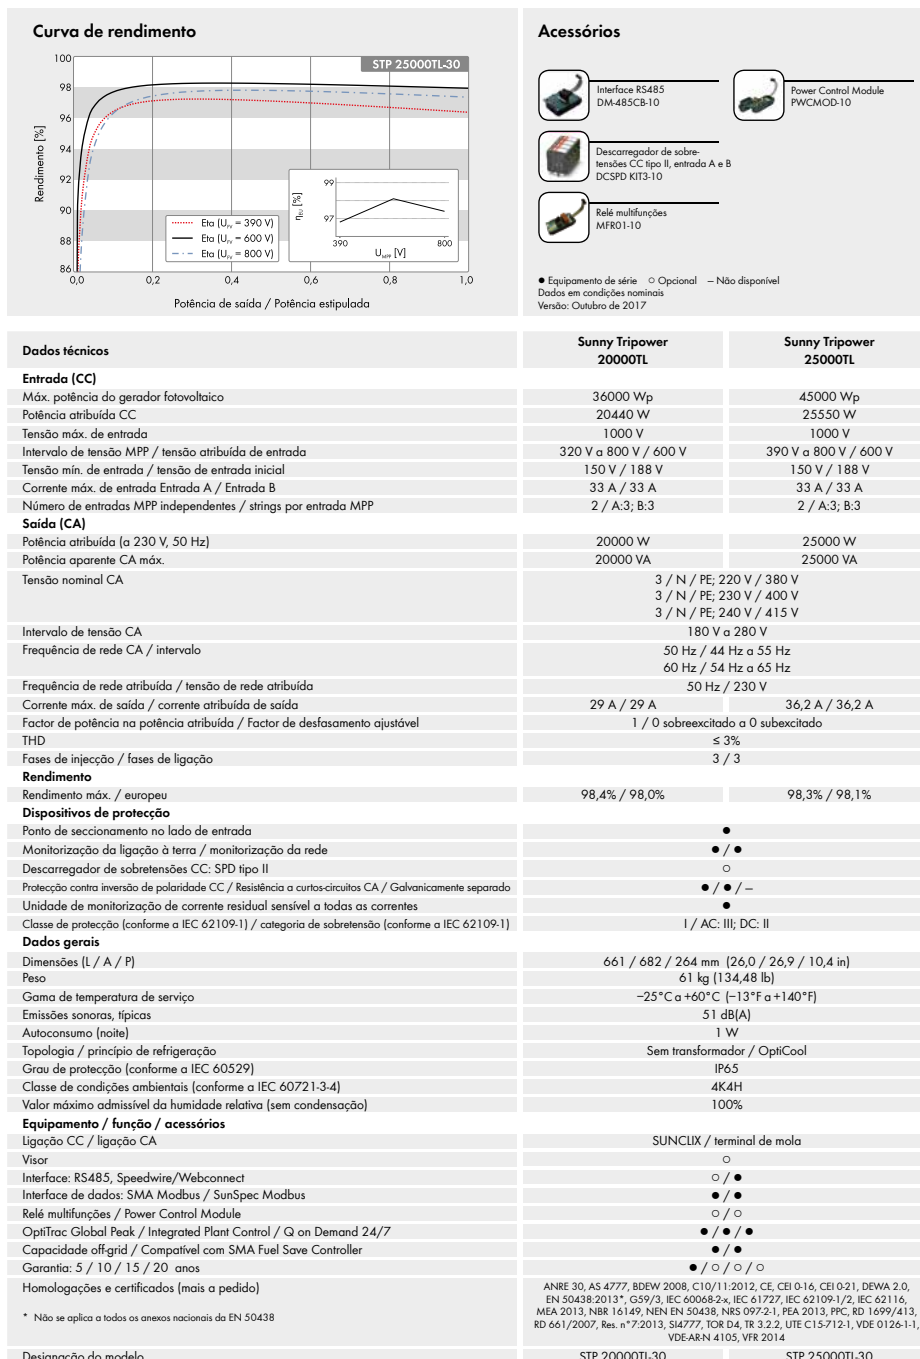 Curva de rendimento
STP 25000TL-30
Rendimento [%]
100
98
96
94
92
90
88
86
0,0
0,2
0,4
0,6
0,8
1,0
Potência de saída / Potência estipulada
Eta (UPV = 390 V)
Eta (UPV = 600 V)
Eta (UPV = 800 V)
ηEU [%]
99
97
390
800
UMPP [V]
Acessórios
Interface RS485
DM-485CB-10
Power Control Module
PWCMOD-10
Descarregador de sobre-
tensões CC tipo II, entrada A e B
DCSPD KIT3-10
Relé multifunções
MFR01-10
● Equipamento de série ○ Opcional – Não disponível
Dados em condições nominais
Versão: Outubro de 2017
Dados técnicos
Sunny Tripower
20000TL
Sunny Tripower
25000TL
Entrada (CC)
Máx. potência do gerador fotovoltaico 36000 Wp 45000 Wp
Potência atribuída CC 20440 W 25550 W
Tensão máx. de entrada 1000 V 1000 V
Intervalo de tensão MPP / tensão atribuída de entrada 320 V a 800 V / 600 V 390 V a 800 V / 600 V
Tensão mín. de entrada / tensão de entrada inicial 150 V / 188 V 150 V / 188 V
Corrente máx. de entrada Entrada A / Entrada B 33 A / 33 A 33 A / 33 A
Número de entradas MPP independentes / strings por entrada MPP 2 / A:3; B:3 2 / A:3; B:3
Saída (CA)
Potência atribuída (a 230 V, 50 Hz) 20000 W 25000 W
Potência aparente CA máx. 20000 VA 25000 VA
Tensão nominal CA 3 / N / PE; 220 V / 380 V
3 / N / PE; 230 V / 400 V
3 / N / PE; 240 V / 415 V
Intervalo de tensão CA 180 V a 280 V
Frequência de rede CA / intervalo 50 Hz / 44 Hz a 55 Hz
60 Hz / 54 Hz a 65 Hz
Frequência de rede atribuída / tensão de rede atribuída 50 Hz / 230 V
Corrente máx. de saída / corrente atribuída de saída 29 A / 29 A 36,2 A / 36,2 A
Factor de potência na potência atribuída / Factor de desfasamento ajustável 1 / 0 sobreexcitado a 0 subexcitado
THD ≤ 3%
Fases de injecção / fases de ligação 3 / 3
Rendimento
Rendimento máx. / europeu 98,4% / 98,0% 98,3% / 98,1%
Dispositivos de protecção
Ponto de seccionamento no lado de entrada ●
Monitorização da ligação à terra / monitorização da rede ● / ●
Descarregador de sobretensões CC: SPD tipo II ○
Protecção contra inversão de polaridade CC / Resistência a curtos-circuitos CA / Galvanicamente separado ● / ● / –
Unidade de monitorização de corrente residual sensível a todas as correntes ●
Classe de protecção (conforme a IEC 62109-1) / categoria de sobretensão (conforme a IEC 62109-1) I / AC: III; DC: II
Dados gerais
Dimensões (L / A / P) 661 / 682 / 264 mm (26,0 / 26,9 / 10,4 in)
Peso 61 kg (134,48 lb)
Gama de temperatura de serviço −25°C a +60°C (−13°F a +140°F)
Emissões sonoras, típicas 51 dB(A)
Autoconsumo (noite) 1 W
Topologia / princípio de refrigeração Sem transformador / OptiCool
Grau de protecção (conforme a IEC 60529) IP65
Classe de condições ambientais (conforme a IEC 60721-3-4) 4K4H
Valor máximo admissível da humidade relativa (sem condensação) 100%
Equipamento / função / acessórios
Ligação CC / ligação CA SUNCLIX / terminal de mola
Visor ○
Interface: RS485, Speedwire/Webconnect ○ / ●
Interface de dados: SMA Modbus / SunSpec Modbus ● / ●
Relé multifunções / Power Control Module ○ / ○
OptiTrac Global Peak / Integrated Plant Control / Q on Demand 24/7 ● / ● / ●
Capacidade off-grid / Compatível com SMA Fuel Save Controller ● / ●
Garantia: 5 / 10 / 15 / 20 anos ● / ○ / ○ / ○
Homologações e certificados (mais a pedido)
* Não se aplica a todos os anexos nacionais da EN 50438
ANRE 30, AS 4777, BDEW 2008, C10/11:2012, CE, CEI 0-16, CEI 0-21, DEWA 2.0,
EN 50438:2013*, G59/3, IEC 60068-2-x, IEC 61727, IEC 62109-1/2, IEC 62116,
MEA 2013, NBR 16149, NEN EN 50438, NRS 097-2-1, PEA 2013, PPC, RD 1699/413,
RD 661/2007, Res. n°7:2013, SI4777, TOR D4, TR 3.2.2, UTE C15-712-1, VDE 0126-1-1,
VDE-AR-N 4105, VFR 2014
Designação do modelo STP 20000TL-30 STP 25000TL-30